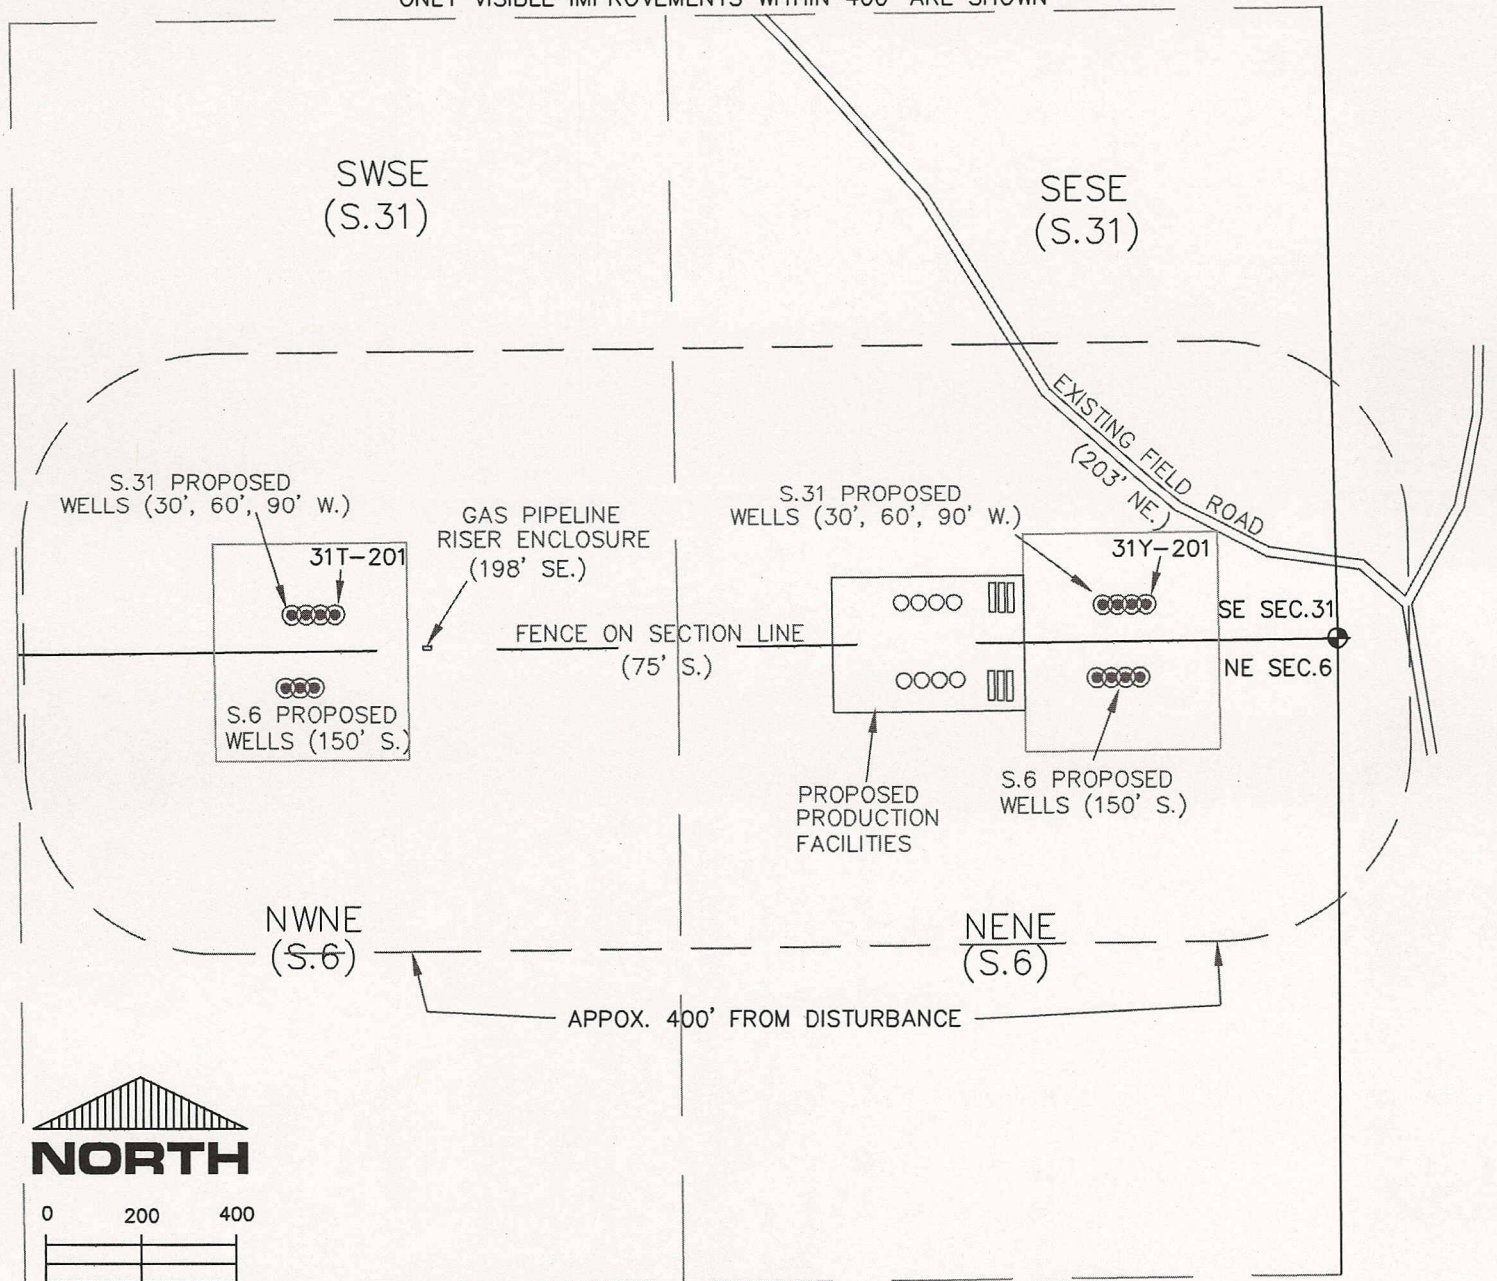 ONLY VISIBLE IMPROVEMENTS WITHIN 400' ARE SHOWN
SWSE
(S.31)
SESE
(S.31)
EXISTING FIELD ROAD
(203' NE.)
S.31 PROPOSED
WELLS (30', 60', 90' W.)
31T-201
GAS PIPELINE
RISER ENCLOSURE
(198' SE.)
S.31 PROPOSED
WELLS (30', 60', 90' W.)
31Y-201
SE SEC.31
FENCE ON SECTION LINE
(75' S.)
NE SEC.6
S.6 PROPOSED
WELLS (150' S.)
PROPOSED
PRODUCTION
FACILITIES
S.6 PROPOSED
WELLS (150' S.)
NWNE
(S.6)
NENE
(S.6)
APPOX. 400' FROM DISTURBANCE
NORTH
0 200 400